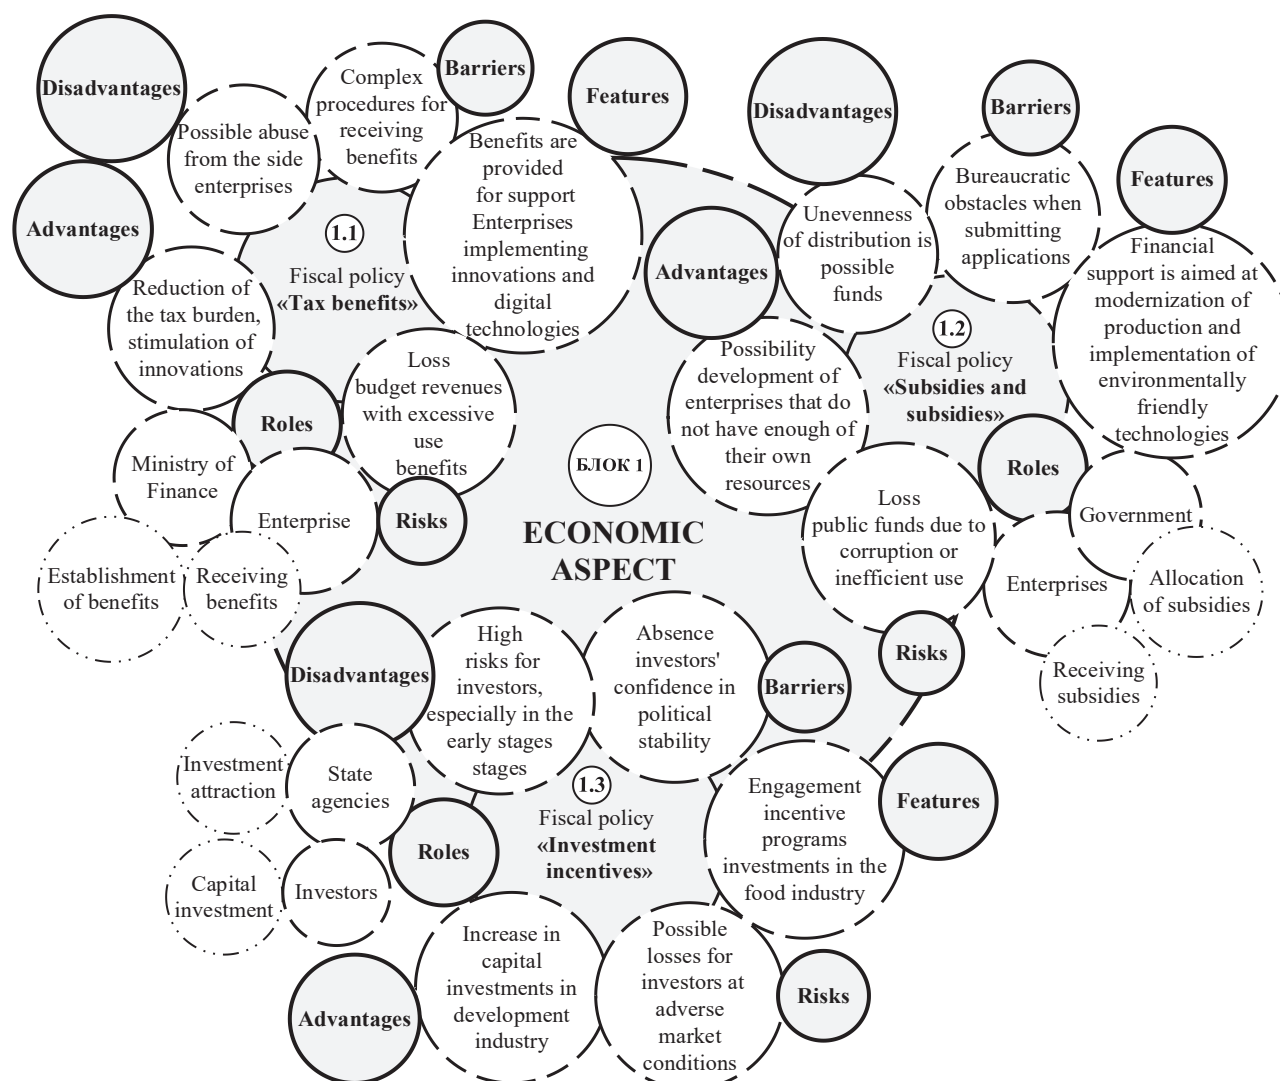 Disadvantages
Possible abuse
from the side
enterprises
Complex
procedures for
receiving
benefits
Barriers
Features
Benefits are
provided
for support
Enterprises
implementing
innovations and
digital
technologies
Advantages
Reduction of
the tax burden,
stimulation of
innovations
1.1
Fiscal policy
«Tax benefits»
Loss
budget revenues
with excessive
use
benefits
Roles
Ministry of
Finance
Enterprise
Risks
Establishment
of benefits
Receiving
benefits
Disadvantages
Unevenness
of distribution is
possible
funds
Barriers
Bureaucratic
obstacles when
submitting
applications
Features
Financial
support is aimed at
modernization of
production and
implementation of
environmentally
friendly
technologies
Advantages
Possibility
development of
enterprises that do
not have enough of
their own
resources
1.2
Fiscal policy
«Subsidies and
subsidies»
Roles
Loss
public funds due to
corruption or
inefficient use
Government
Enterprises
Allocation
of subsidies
Receiving
subsidies
Risks
БЛОК 1
ECONOMIC
ASPECT
Disadvantages
High
risks for
investors,
especially in the
early stages
stages
Absence
investors'
confidence in
political
stability
Barriers
Investment
attraction
State
agencies
1.3
Fiscal policy
«Investment
incentives»
Engagement
incentive
programs
investments in the
food industry
Features
Roles
Capital
investment
Investors
Advantages
Increase in
capital
investments in
development
industry
Possible
losses for
investors at
adverse
market
conditions
Risks